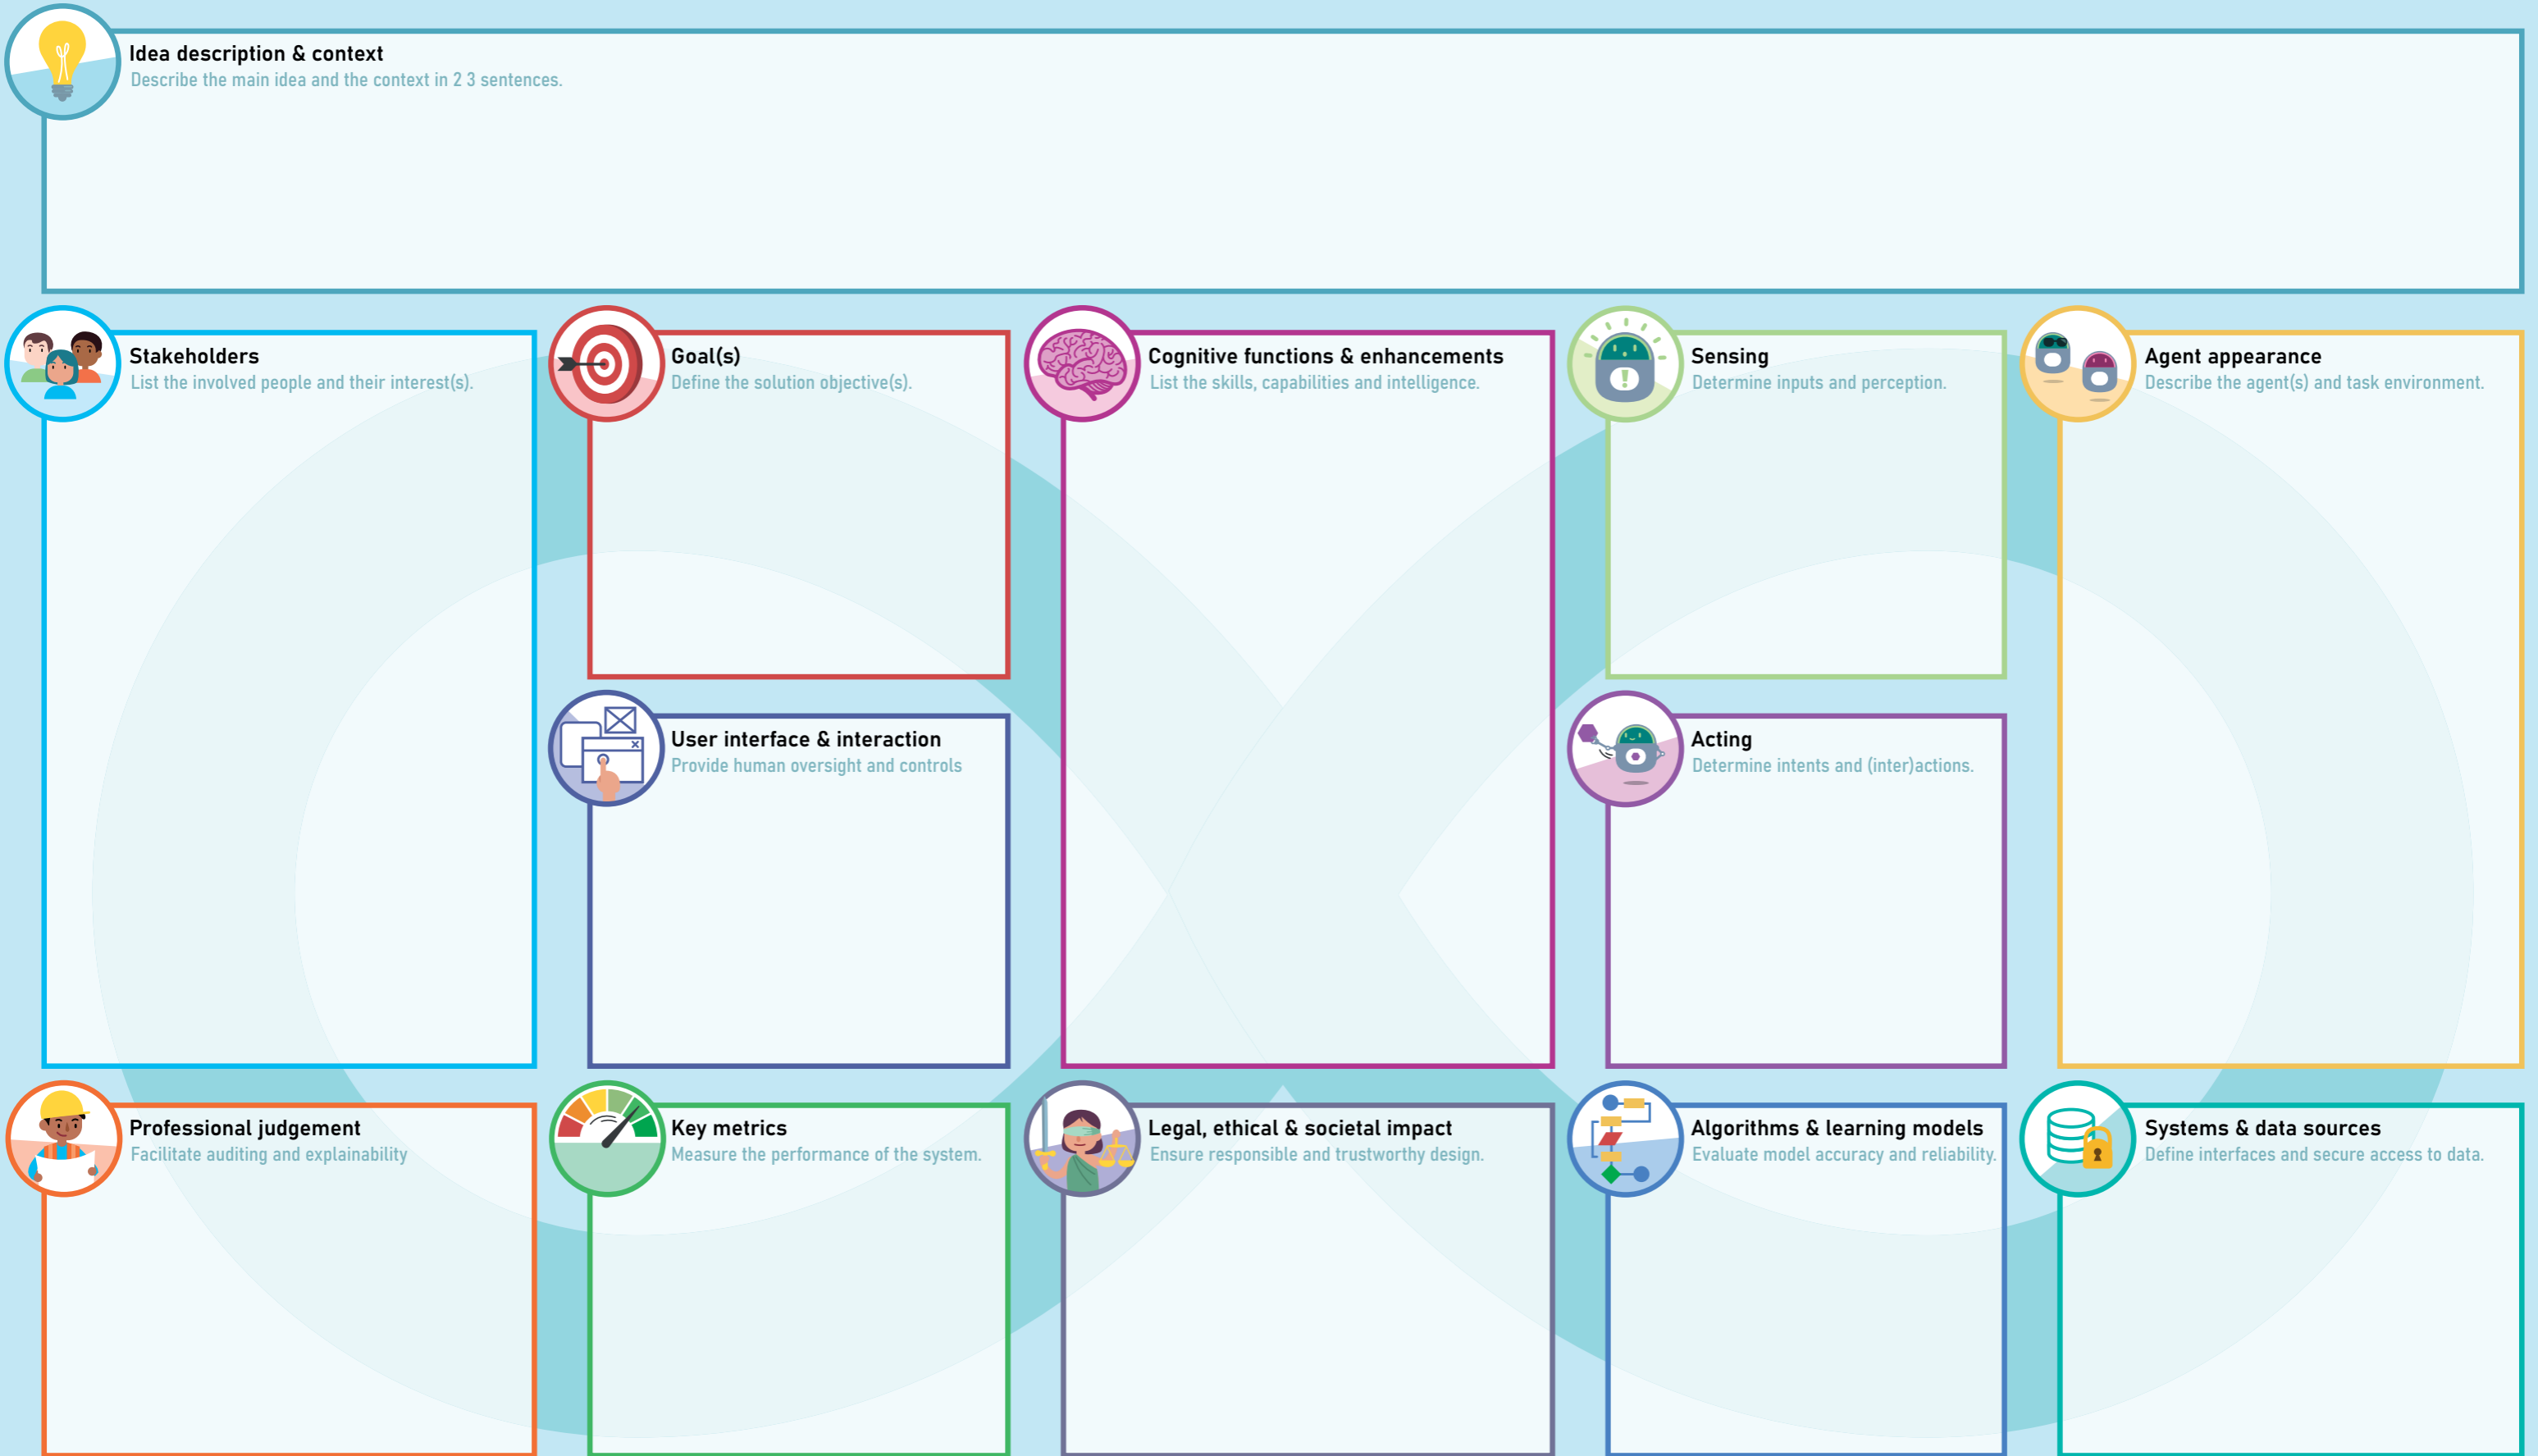 Idea description & context
Describe the main idea and the context in 2 3 sentences.
Stakeholders
List the involved people and their interest(s).
Goal(s)
Define the solution objective(s).
Cognitive functions & enhancements
List the skills, capabilities and intelligence.
Sensing
Determine inputs and perception.
Agent appearance
Describe the agent(s) and task environment.
User interface & interaction
Provide human oversight and controls
Acting
Determine intents and (inter)actions.
Professional judgement
Facilitate auditing and explainability
Key metrics
Measure the performance of the system.
Legal, ethical & societal impact
Ensure responsible and trustworthy design.
Algorithms & learning models
Evaluate model accuracy and reliability.
Systems & data sources
Define interfaces and secure access to data.